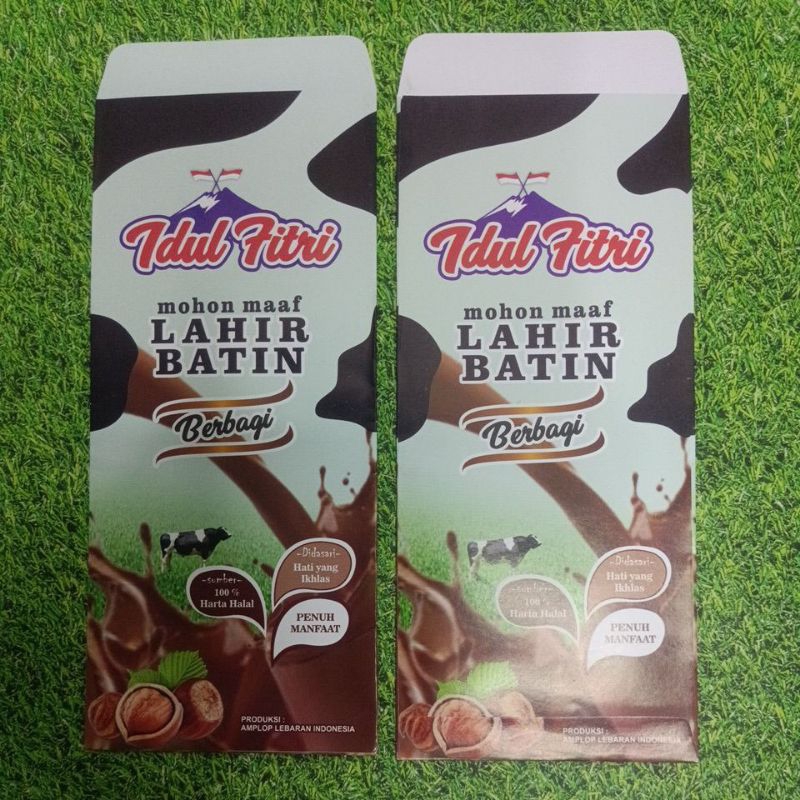 Idul Fitri
mohon maaf
LAHIR
BATIN
Berbagi
-Didasari-
Hati yang
Ikhlas
-sumber-
100 %
Harta Halal
PENUH
MANFAAT
PRODUKSI :
AMPLOP LEBARAN INDONESIA
Idul Fitri
mohon maaf
LAHIR
BATIN
Berbagi
-Didasari-
Hati yang
Ikhlas
-sumber-
100 %
Harta Halal
PENUH
MANFAAT
PRODUKSI :
AMPLOP LEBARAN INDONESIA